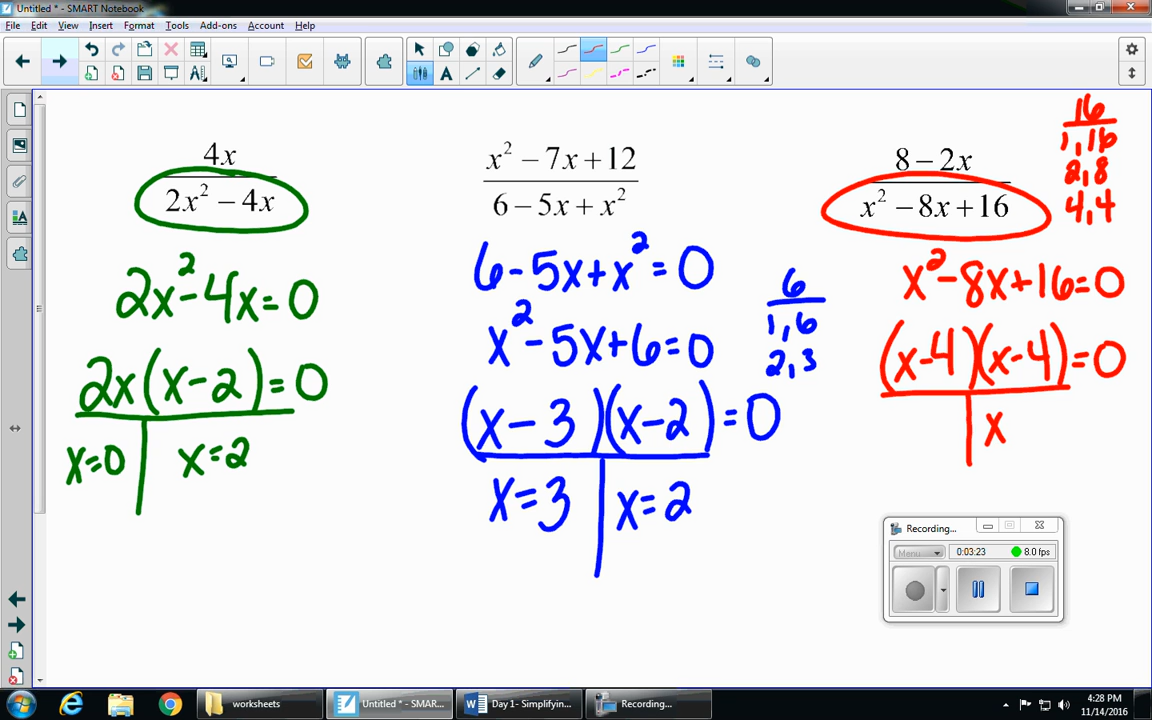 Untitled * - SMART Notebook
File Edit View Insert Format Tools Add-ons Account Help
4x
2x² − 4x
2x²-4x=0
2x(x-2)=0
x=0 x=2
x² − 7x + 12
6 − 5x + x²
6-5x+x²=0
x²-5x+6=0
(x-3)(x-2)=0
x=3 x=2
6
1,6
2,3
8 − 2x
x² − 8x + 16
16
1,16
2,8
4,4
x²-8x+16=0
(x-4)(x-4)=0
x
Recording...
Menu 0:03:23 8.0 fps
worksheets Untitled * - SMAR... Day 1- Simplifyin... Recording... 4:28 PM
11/14/2016